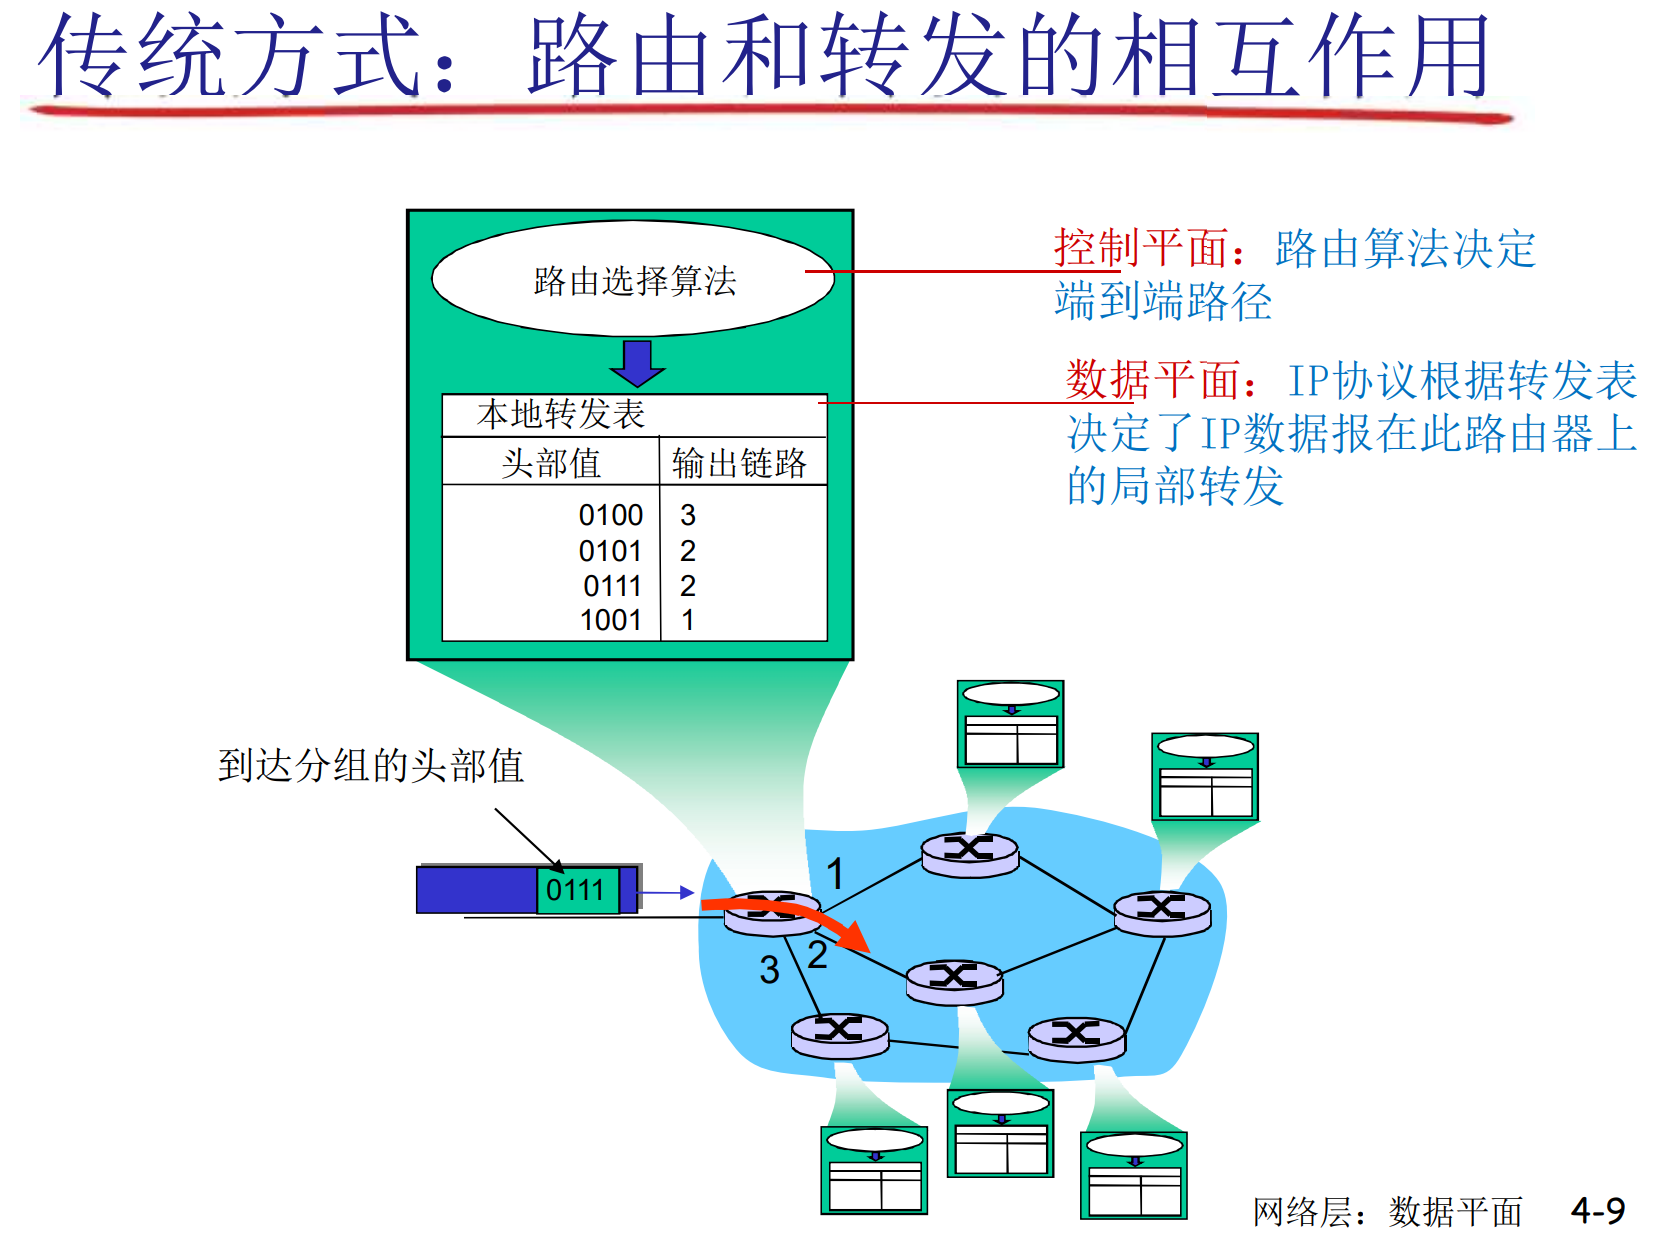 传统方式：路由和转发的相互作用
路由选择算法
控制平面：路由算法决定
端到端路径
本地转发表
头部值 输出链路
0100 3
0101 2
0111 2
1001 1
数据平面：IP协议根据转发表
决定了IP数据报在此路由器上
的局部转发
到达分组的头部值
0111
1
2
3
网络层：数据平面 4-9